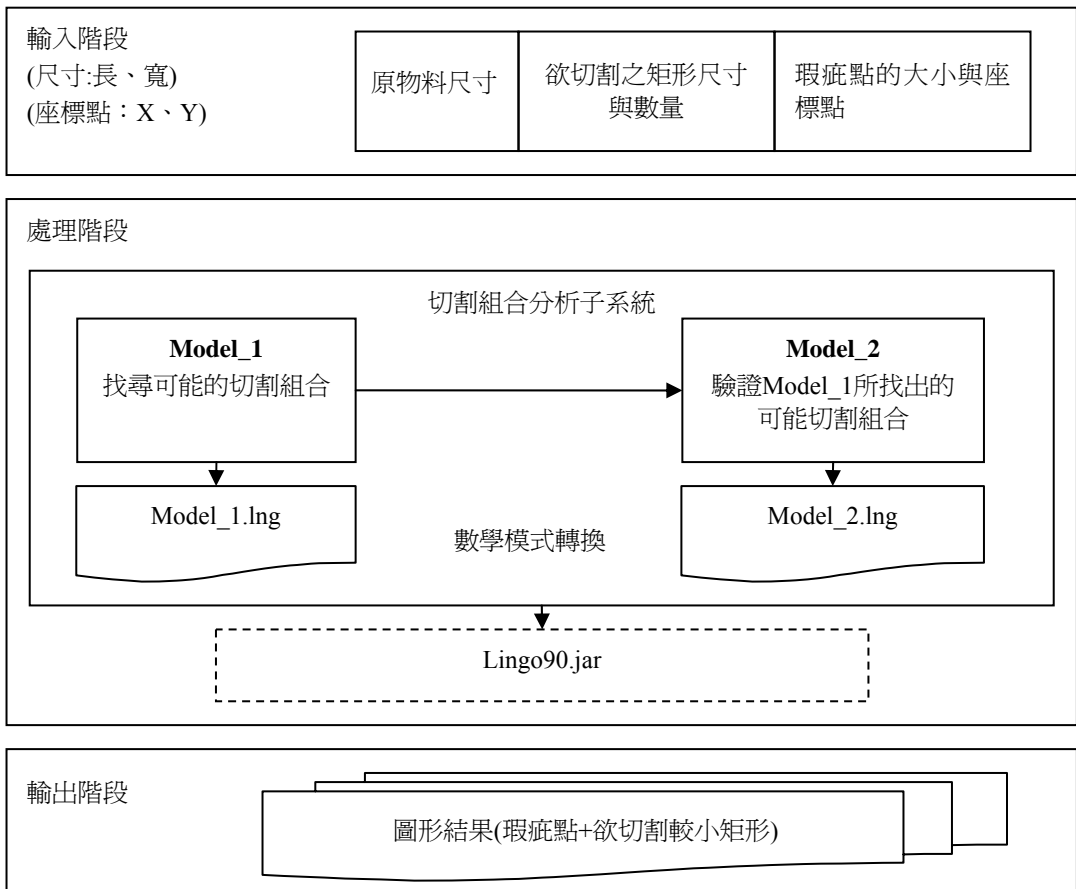 輸入階段
(尺寸:長、寬)
(座標點：X、Y)
原物料尺寸
欲切割之矩形尺寸
與數量
瑕疵點的大小與座
標點
處理階段
切割組合分析子系統
Model_1
找尋可能的切割組合
Model_2
驗證Model_1所找出的
可能切割組合
Model_1.lng
數學模式轉換
Model_2.lng
Lingo90.jar
輸出階段
圖形結果(瑕疵點+欲切割較小矩形)